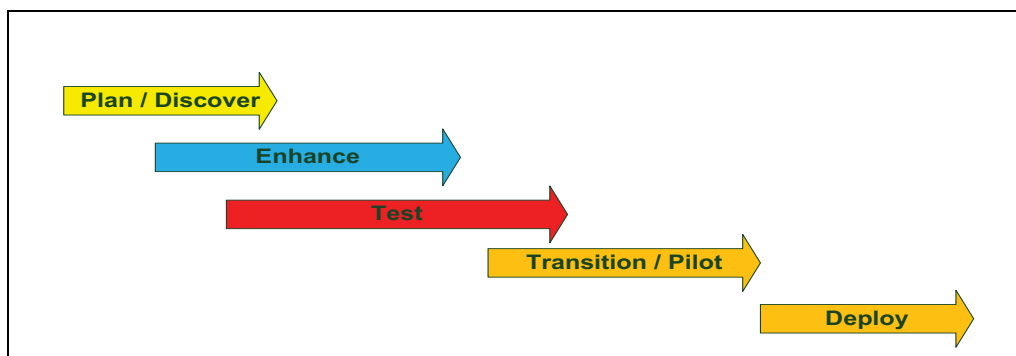 Plan / Discover
Enhance
Test
Transition / Pilot
Deploy